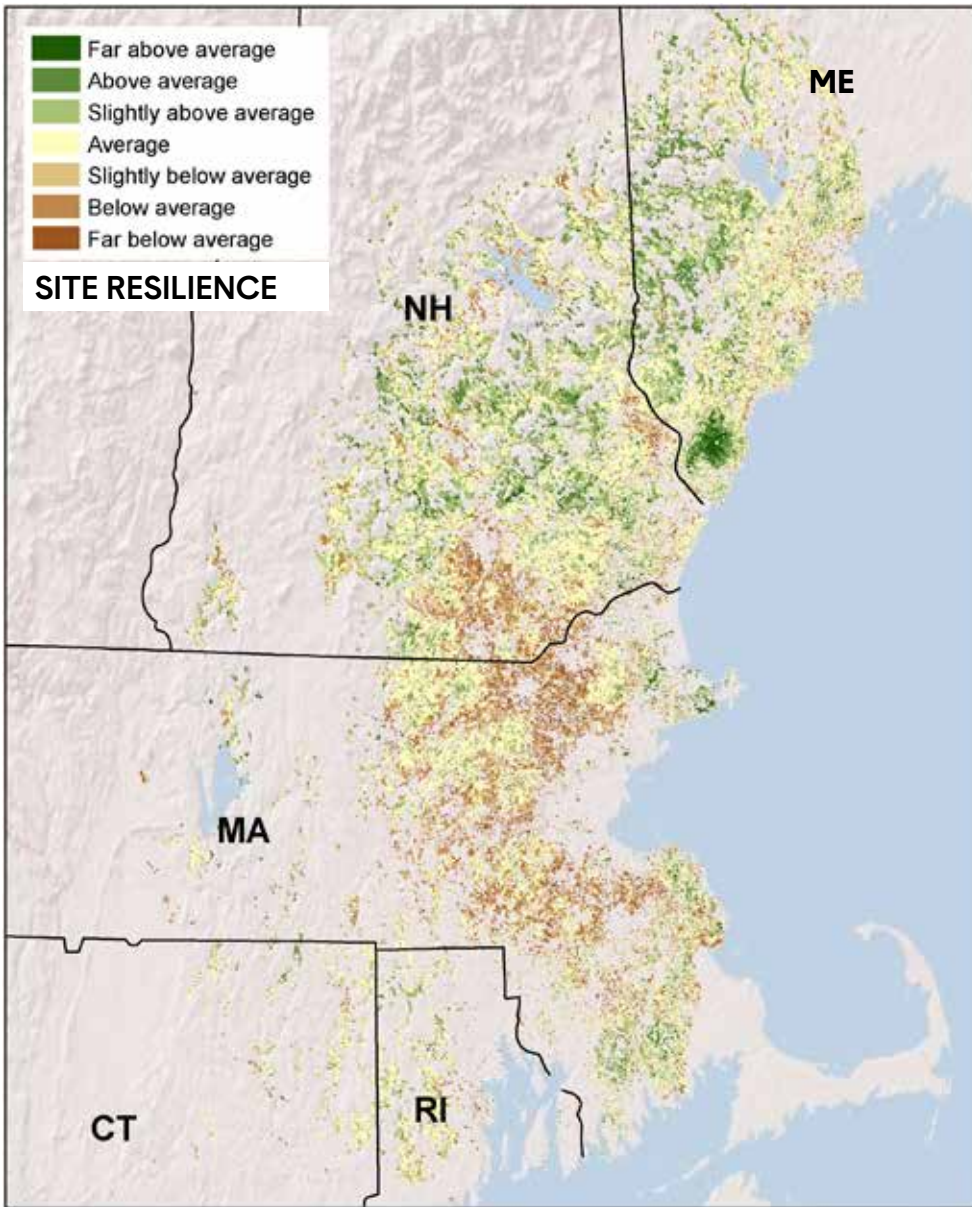 Far above average
Above average
Slightly above average
Average
Slightly below average
Below average
Far below average
SITE RESILIENCE
ME
NH
MA
CT
RI